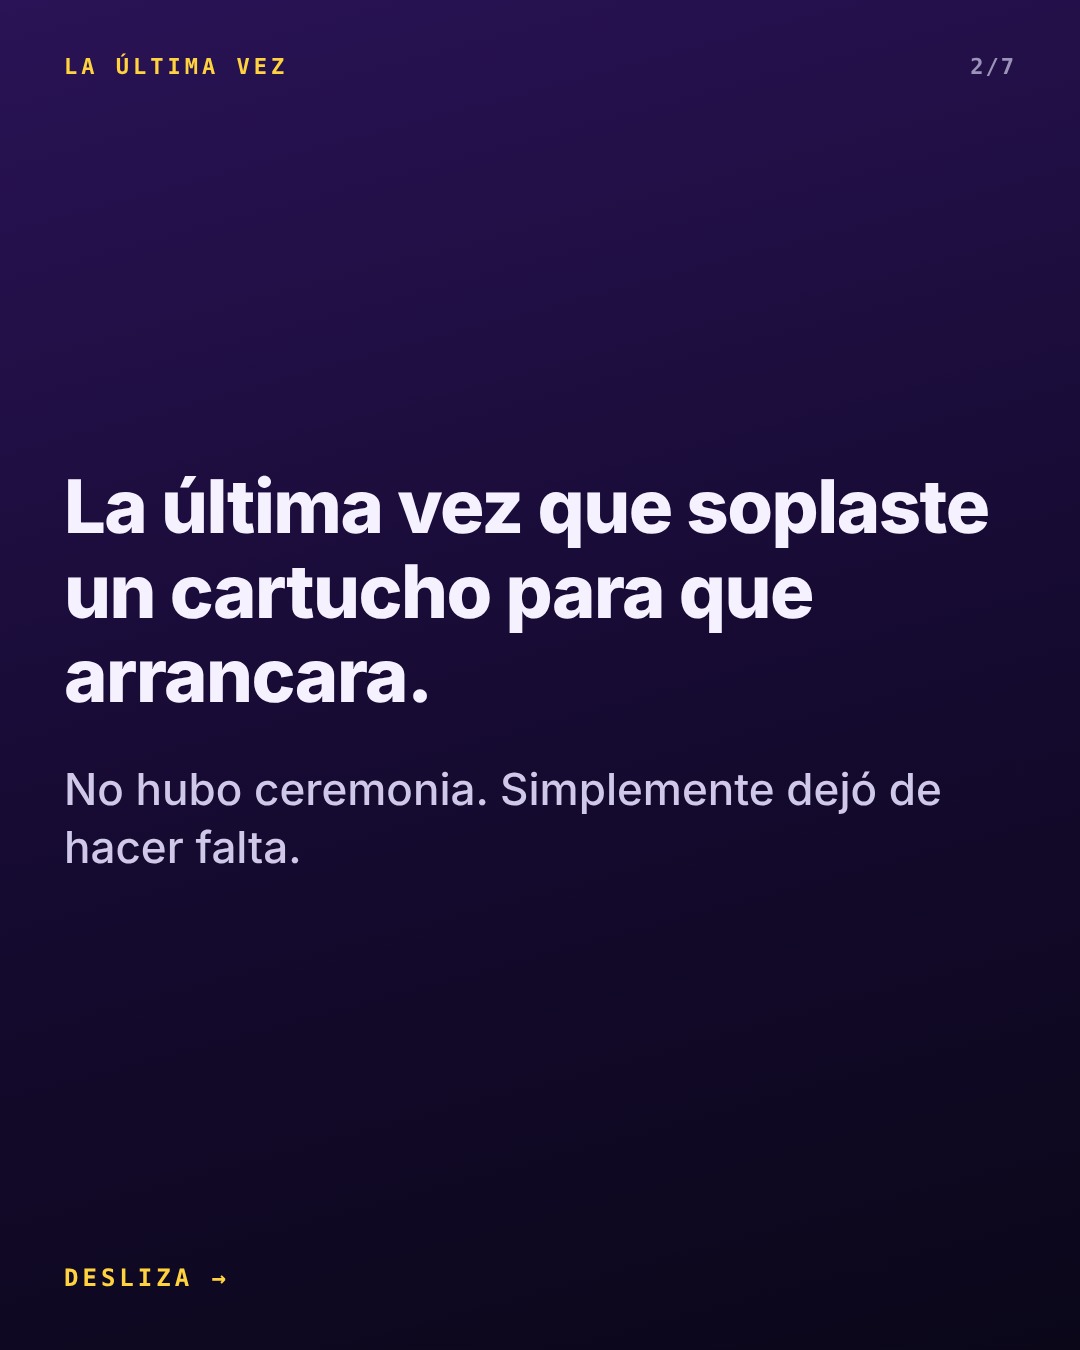 LA ÚLTIMA VEZ
2/7
La última vez que soplaste
un cartucho para que
arrancara.
No hubo ceremonia. Simplemente dejó de
hacer falta.
DESLIZA →